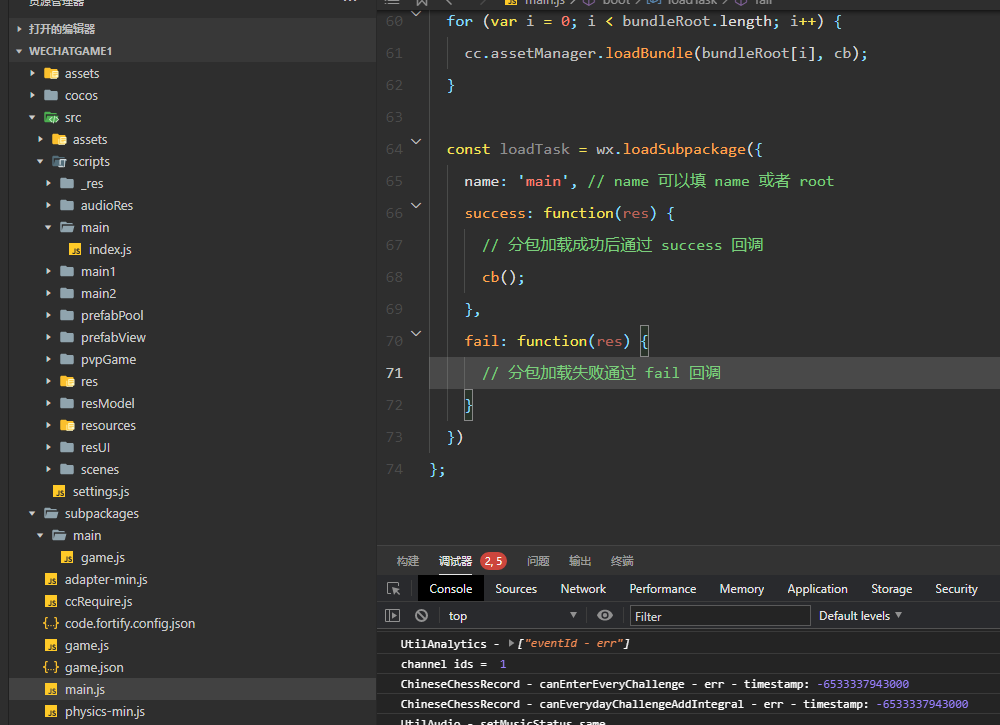 资源管理器
打开的编辑器
WECHATGAME1
assets
cocos
src
assets
scripts
_res
audioRes
main
index.js
main1
main2
prefabPool
prefabView
pvpGame
res
resModel
resources
resUI
scenes
settings.js
subpackages
main
game.js
adapter-min.js
ccRequire.js
code.fortify.config.json
game.js
game.json
main.js
physics-min.js
main.js > boot > loadTask > fail
60 for (var i = 0; i < bundleRoot.length; i++) {
61 cc.assetManager.loadBundle(bundleRoot[i], cb);
62 }
63
64 const loadTask = wx.loadSubpackage({
65 name: 'main', // name 可以填 name 或者 root
66 success: function(res) {
67 // 分包加载成功后通过 success 回调
68 cb();
69 },
70 fail: function(res) {
71 // 分包加载失败通过 fail 回调
72 }
73 })
74 };
构建 调试器 2, 5 问题 输出 终端
Console Sources Network Performance Memory Application Storage Security
top Filter Default levels
UtilAnalytics - ["eventId - err"]
channel ids = 1
ChineseChessRecord - canEnterEveryChallenge - err - timestamp: -6533337943000
ChineseChessRecord - canEverydayChallengeAddIntegral - err - timestamp: -6533337943000
UtilAudio - setMusicStatus same